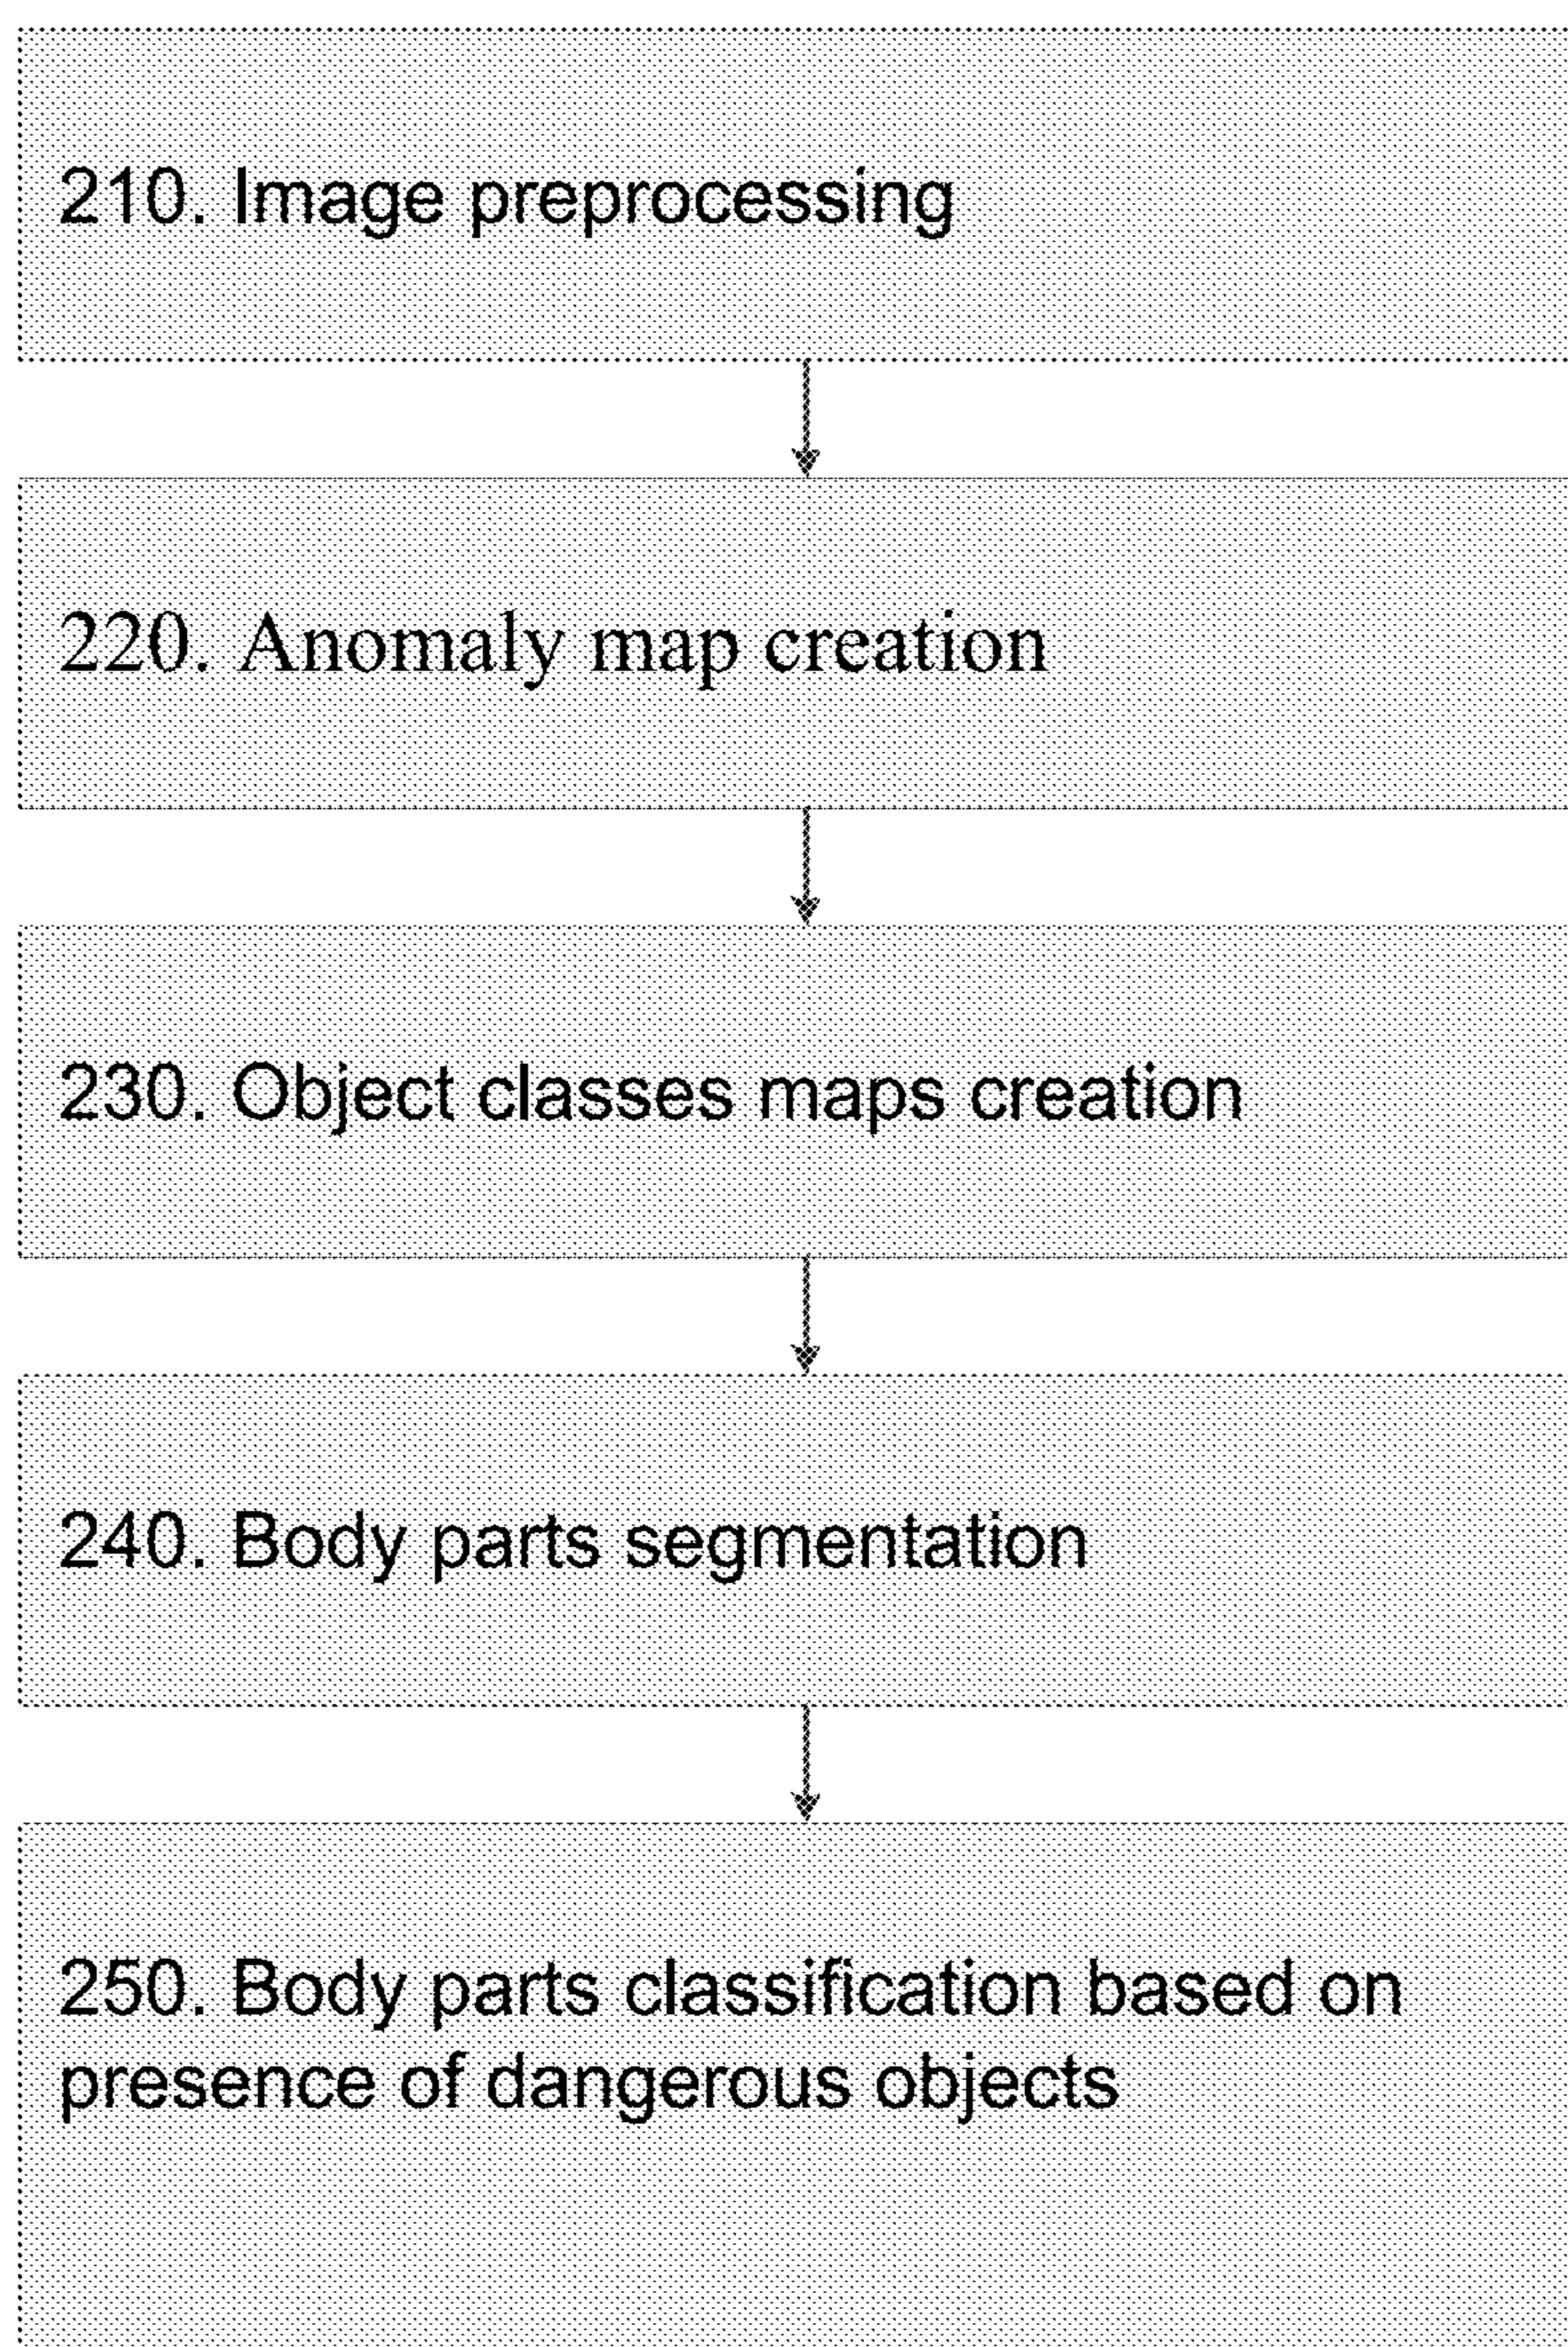 210. Image preprocessing
220. Anomaly map creation
230. Object classes maps creation
240. Body parts segmentation
250. Body parts classification based on
presence of dangerous objects